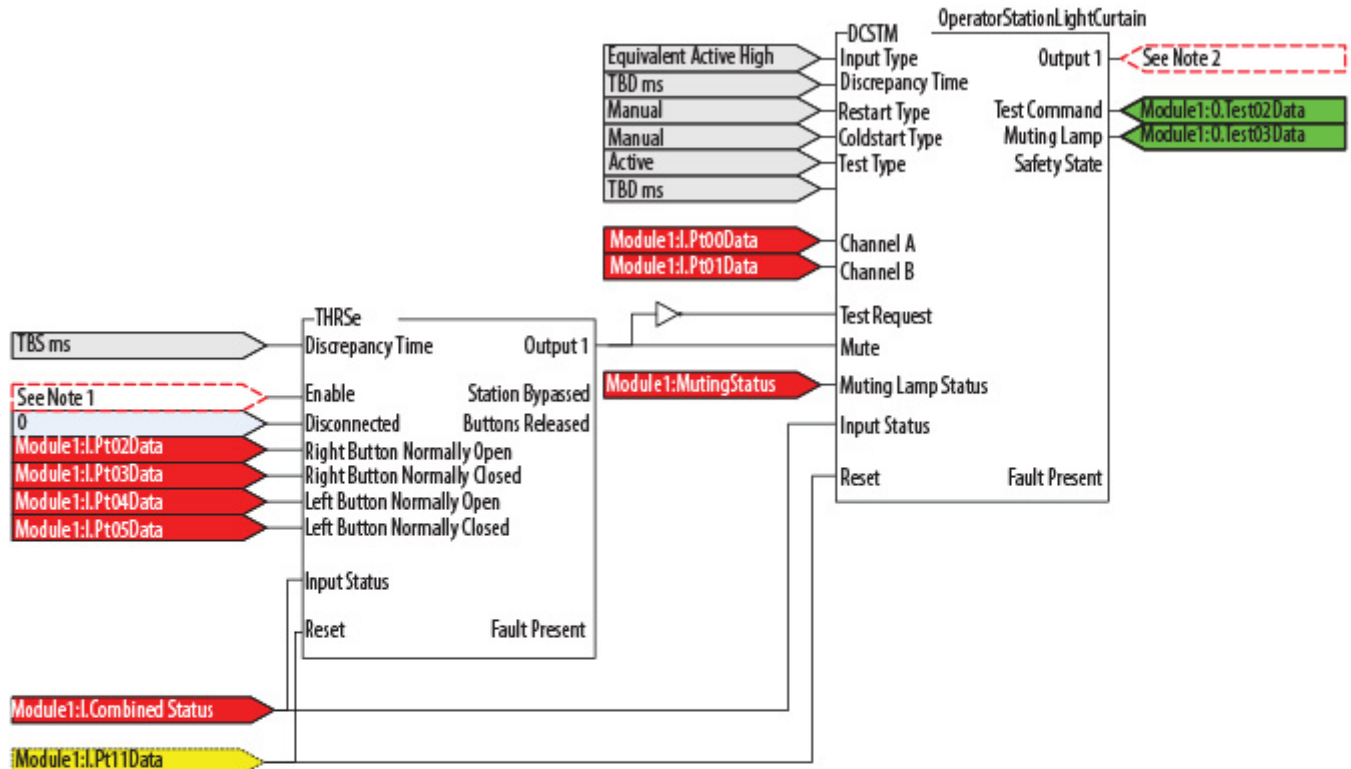 OperatorStationLightCurtain
DCSTM
Equivalent Active High
Input Type
Output 1
See Note 2
TBD ms
Discrepancy Time
Manual
Restart Type
Test Command
Module1:0.Test02Data
Manual
Coldstart Type
Muting Lamp
Module1:0.Test03Data
Active
Test Type
Safety State
TBD ms
Module1:I.Pt00Data
Channel A
Module1:I.Pt01Data
Channel B
THRSe
Test Request
TBS ms
Discrepancy Time
Output 1
Mute
See Note 1
Enable
Station Bypassed
Module1:MutingStatus
Muting Lamp Status
0
Disconnected
Buttons Released
Input Status
Module1:I.Pt02Data
Right Button Normally Open
Module1:I.Pt03Data
Right Button Normally Closed
Reset
Fault Present
Module1:I.Pt04Data
Left Button Normally Open
Module1:I.Pt05Data
Left Button Normally Closed
Input Status
Reset
Fault Present
Module1:I.Combined Status
Module1:I.Pt11Data